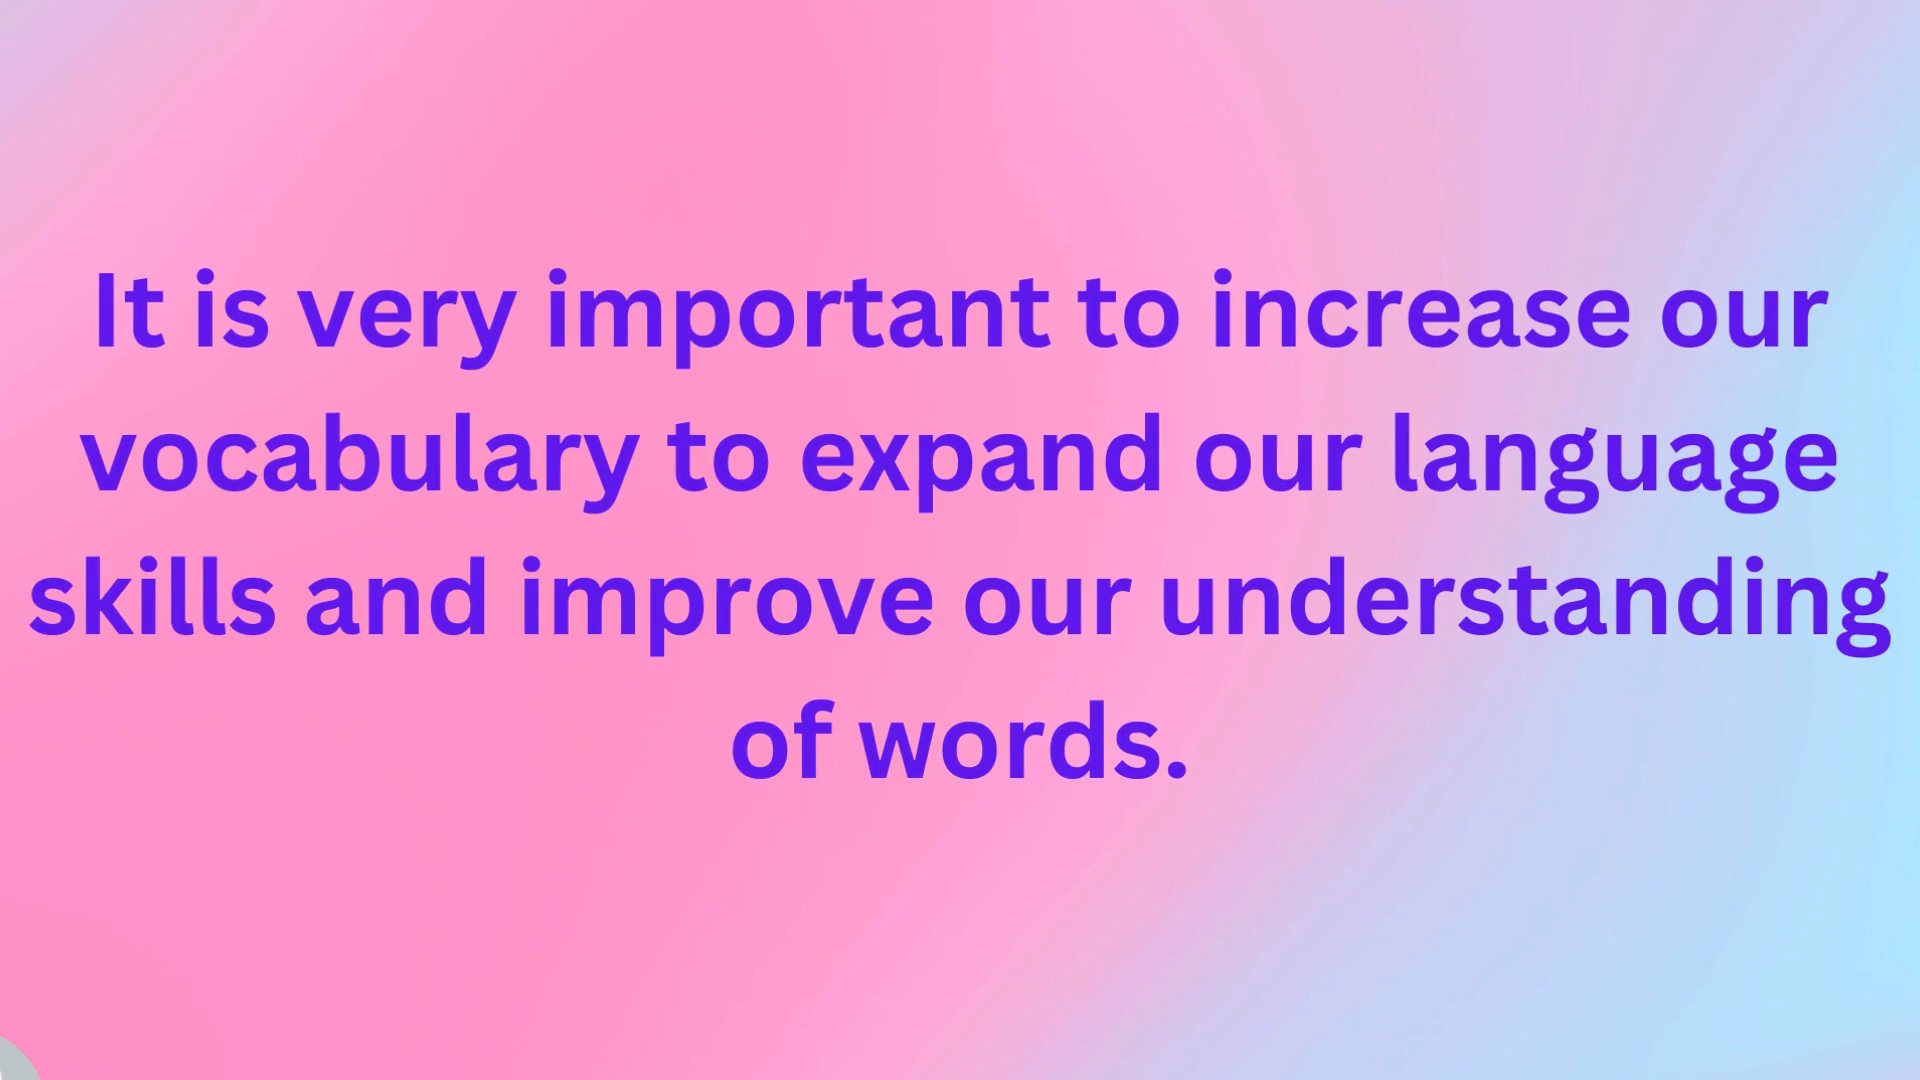 It is very important to increase our
vocabulary to expand our language
skills and improve our understanding
of words.